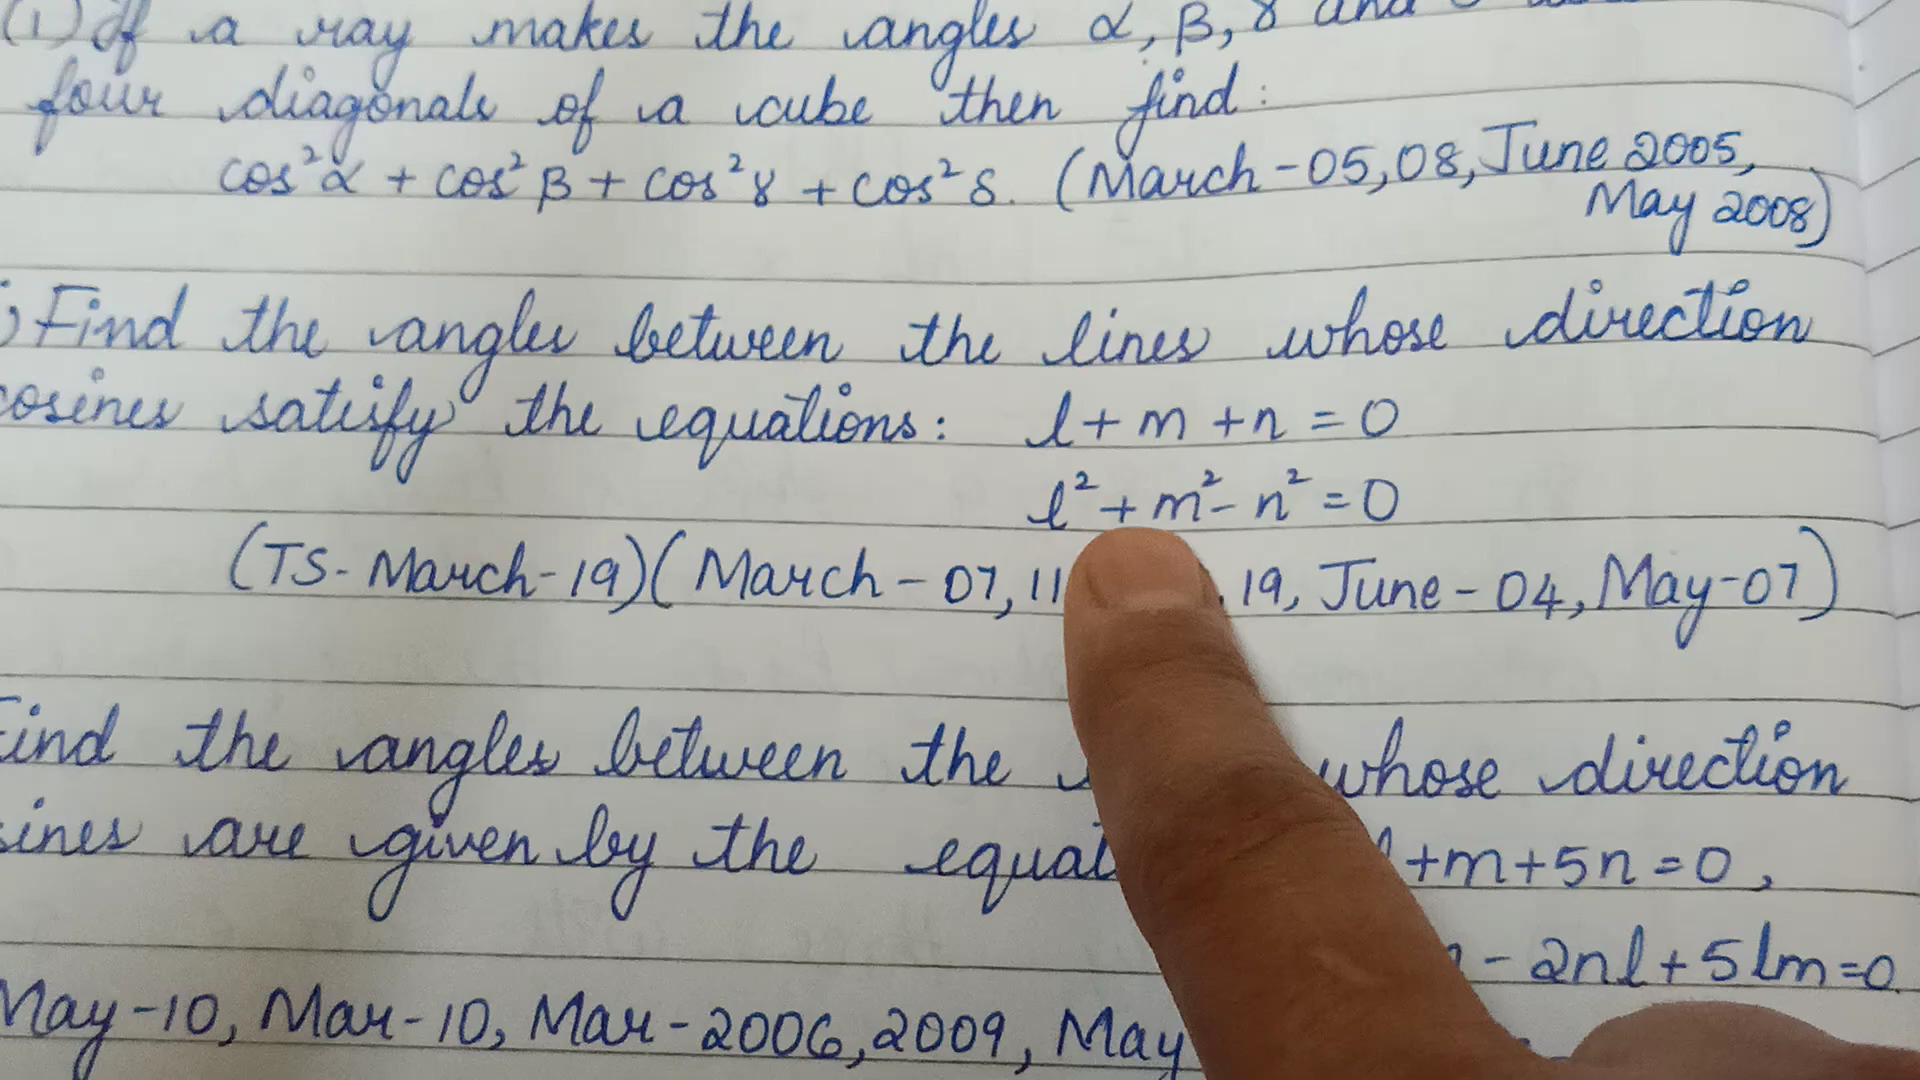 (1) If a ray makes the angles α, β, γ and
four diagonals of a cube then find:
cos²α + cos²β + cos²γ + cos²δ. (March-05,08, June 2005,
May 2008)
Find the angles between the lines whose direction
cosines satisfy the equations: l+m+n=0
l²+m²-n²=0
(TS-March-19)(March-07,11 19, June-04, May-07)
Find the angles between the whose direction
are given by the +m+5n=0,
-2nl+5lm=0
May-10, Mar-10, Mar-2006,2009, May